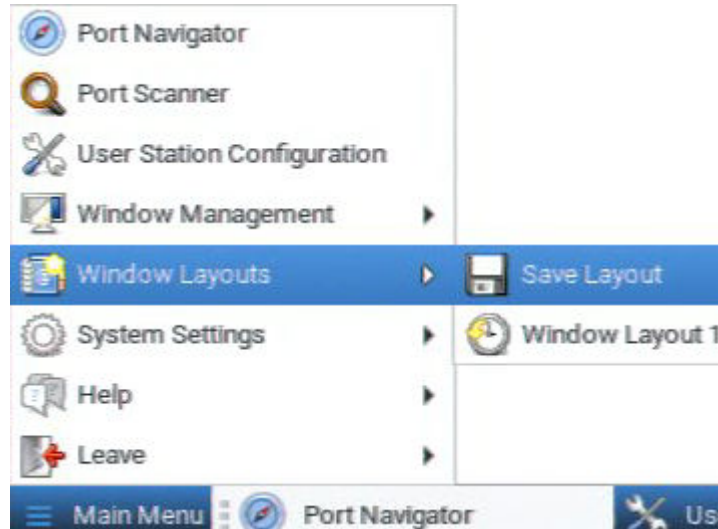 Port Navigator
Port Scanner
User Station Configuration
Window Management
Window Layouts
Save Layout
System Settings
Window Layout 1
Help
Leave
Main Menu
Port Navigator
Us